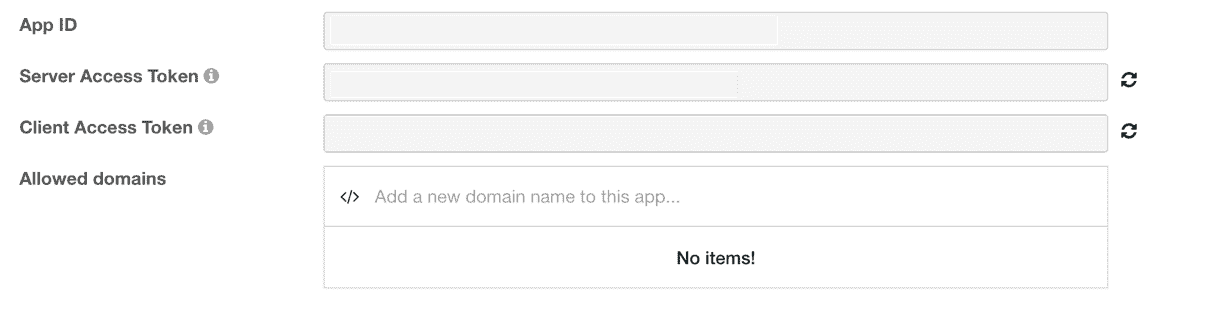 App ID
Server Access Token
Client Access Token
Allowed domains
</> Add a new domain name to this app...
No items!